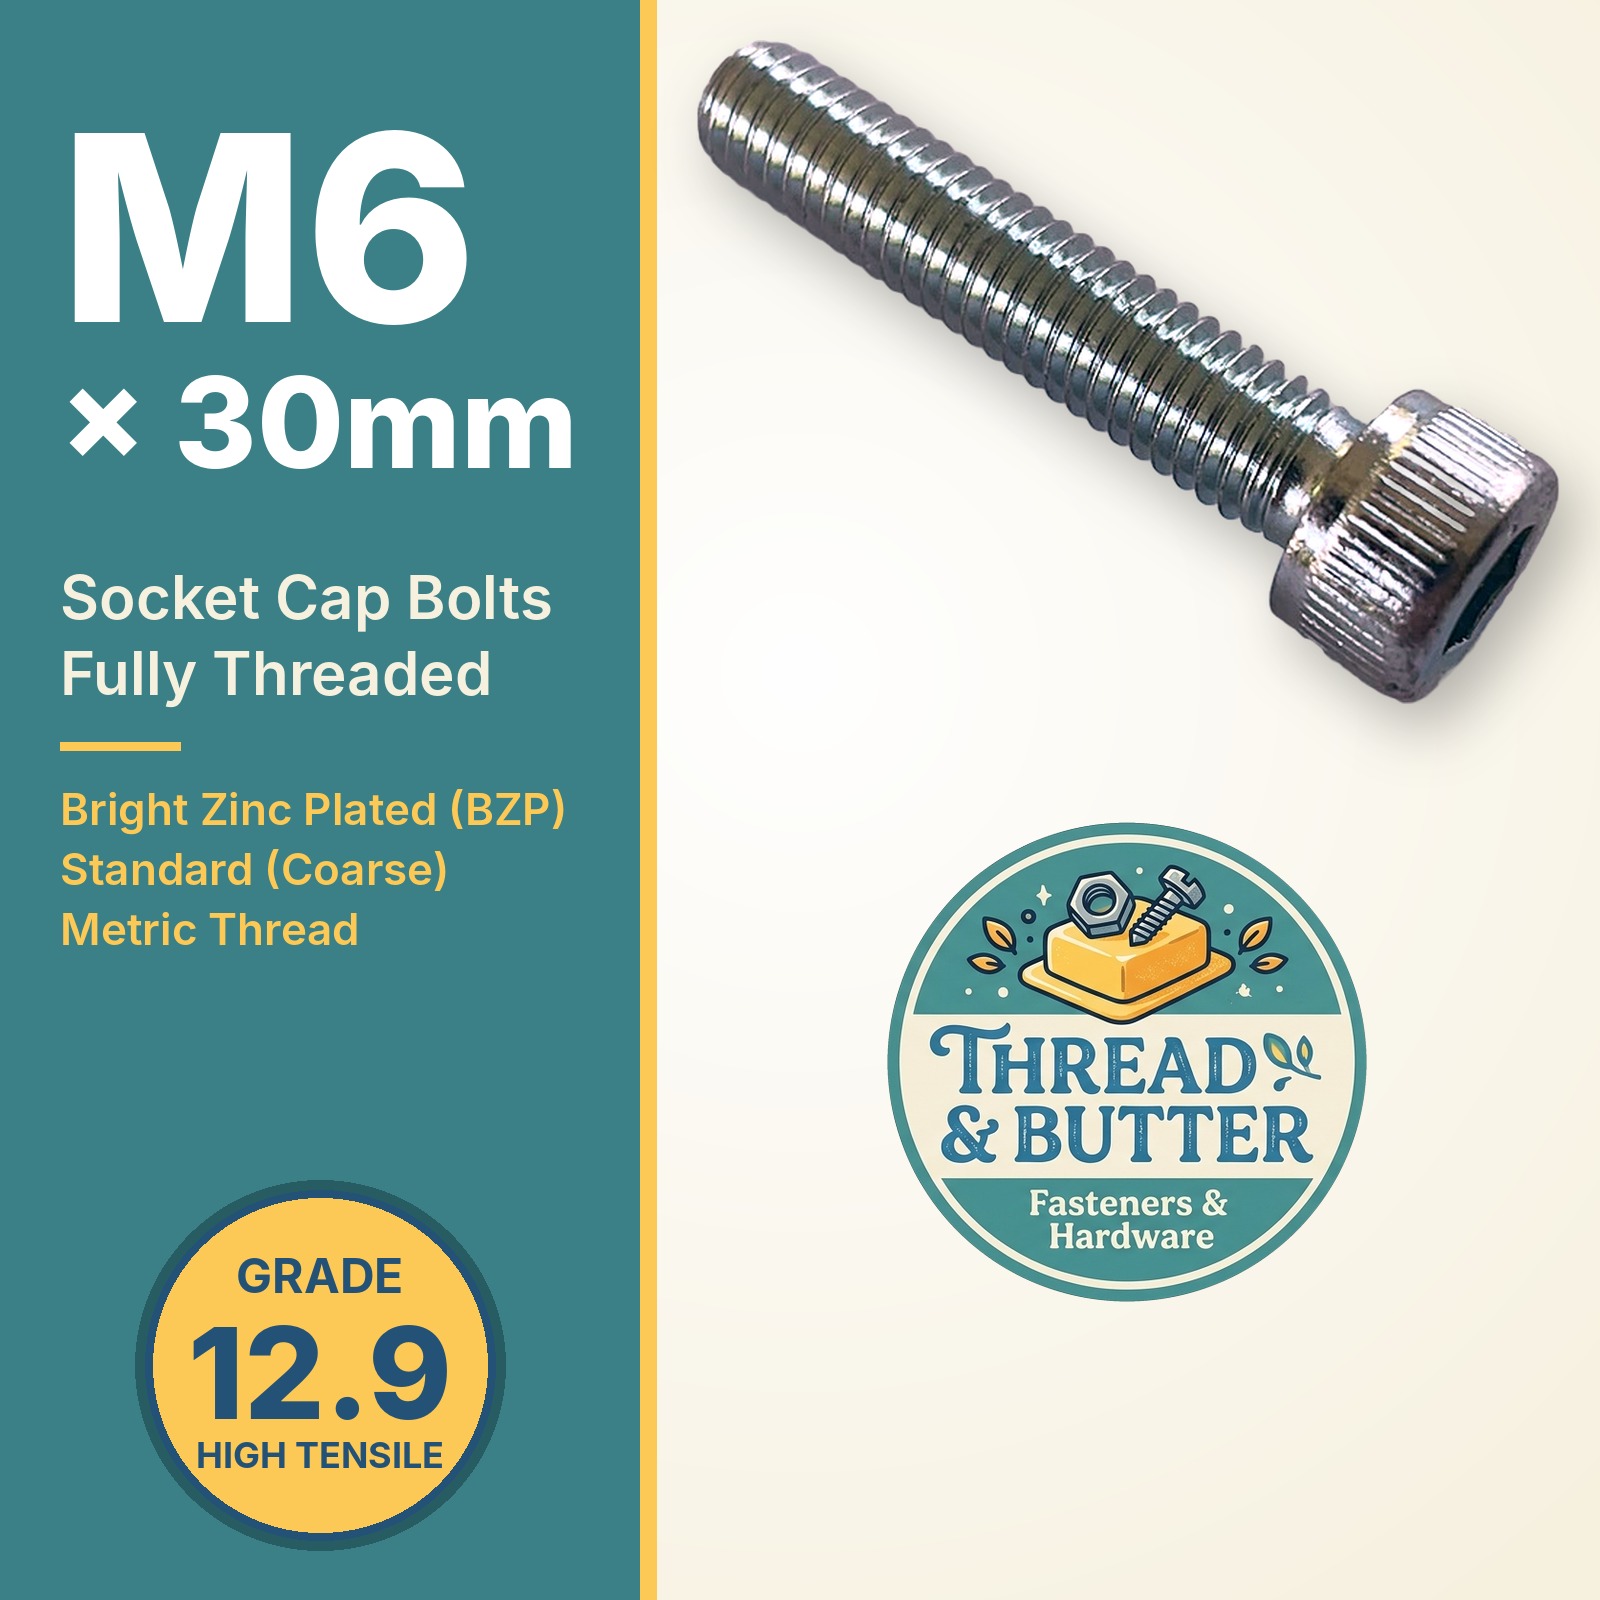 M6
× 30mm
Socket Cap Bolts
Fully Threaded
Bright Zinc Plated (BZP)
Standard (Coarse)
Metric Thread
GRADE
12.9
HIGH TENSILE
THREAD
& BUTTER
Fasteners &
Hardware